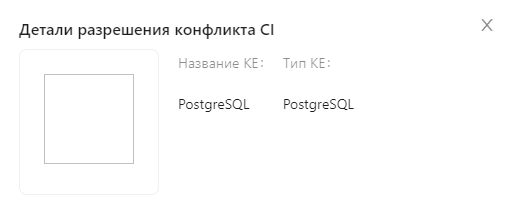 Детали разрешения конфликта CI
Название КЕ: Тип КЕ:
PostgreSQL PostgreSQL